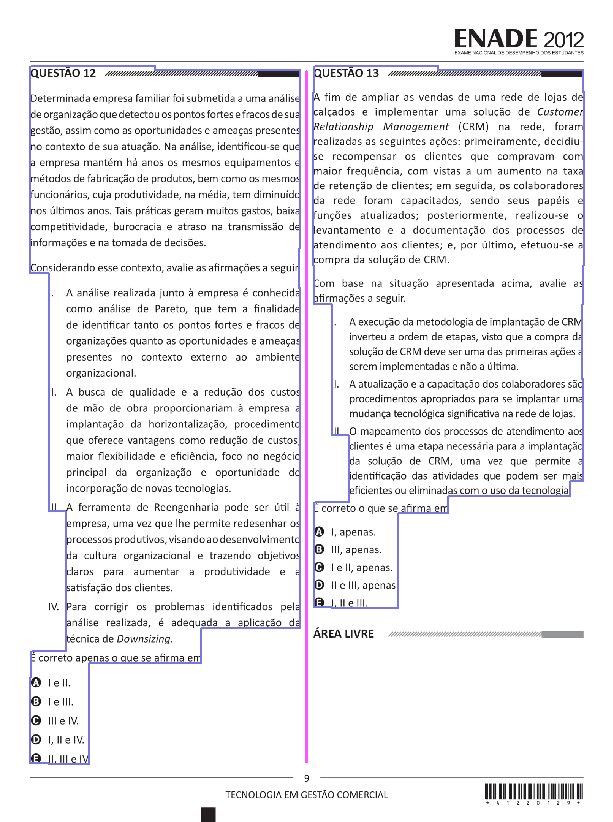 ENADE 2012
EXAME NACIONAL DE DESEMPENHO DOS ESTUDANTES
QUESTÃO 12
Determinada empresa familiar foi submetida a uma análise
de organização que detectou os pontos fortes e fracos de sua
gestão, assim como as oportunidades e ameaças presentes
no contexto de sua atuação. Na análise, identificou-se que
a empresa mantém há anos os mesmos equipamentos e
métodos de fabricação de produtos, bem como os mesmos
funcionários, cuja produtividade, na média, tem diminuído
nos últimos anos. Tais práticas geram muitos gastos, baixa
competitividade, burocracia e atraso na transmissão de
informações e na tomada de decisões.
Considerando esse contexto, avalie as afirmações a seguir.
I. A análise realizada junto à empresa é conhecida
como análise de Pareto, que tem a finalidade
de identificar tanto os pontos fortes e fracos de
organizações quanto as oportunidades e ameaças
presentes no contexto externo ao ambiente
organizacional.
II. A busca de qualidade e a redução dos custos
de mão de obra proporcionariam à empresa a
implantação da horizontalização, procedimento
que oferece vantagens como redução de custos,
maior flexibilidade e eficiência, foco no negócio
principal da organização e oportunidade de
incorporação de novas tecnologias.
III. A ferramenta de Reengenharia pode ser útil à
empresa, uma vez que lhe permite redesenhar os
processos produtivos, visando ao desenvolvimento
da cultura organizacional e trazendo objetivos
claros para aumentar a produtividade e a
satisfação dos clientes.
IV. Para corrigir os problemas identificados pela
análise realizada, é adequada a aplicação da
técnica de Downsizing.
É correto apenas o que se afirma em
A I e II.
B I e III.
C III e IV.
D I, II e IV.
E II, III e IV.
QUESTÃO 13
A fim de ampliar as vendas de uma rede de lojas de
calçados e implementar uma solução de Customer
Relationship Management (CRM) na rede, foram
realizadas as seguintes ações: primeiramente, decidiu-
se recompensar os clientes que compravam com
maior frequência, com vistas a um aumento na taxa
de retenção de clientes; em seguida, os colaboradores
da rede foram capacitados, sendo seus papéis e
funções atualizados; posteriormente, realizou-se o
levantamento e a documentação dos processos de
atendimento aos clientes; e, por último, efetuou-se a
compra da solução de CRM.
Com base na situação apresentada acima, avalie as
afirmações a seguir.
I. A execução da metodologia de implantação de CRM
inverteu a ordem de etapas, visto que a compra da
solução de CRM deve ser uma das primeiras ações a
serem implementadas e não a última.
II. A atualização e a capacitação dos colaboradores são
procedimentos apropriados para se implantar uma
mudança tecnológica significativa na rede de lojas.
III. O mapeamento dos processos de atendimento aos
clientes é uma etapa necessária para a implantação
da solução de CRM, uma vez que permite a
identificação das atividades que podem ser mais
eficientes ou eliminadas com o uso da tecnologia.
É correto o que se afirma em
A I, apenas.
B III, apenas.
C I e II, apenas.
D II e III, apenas.
E I, II e III.
ÁREA LIVRE
9
TECNOLOGIA EM GESTÃO COMERCIAL
*41220129*